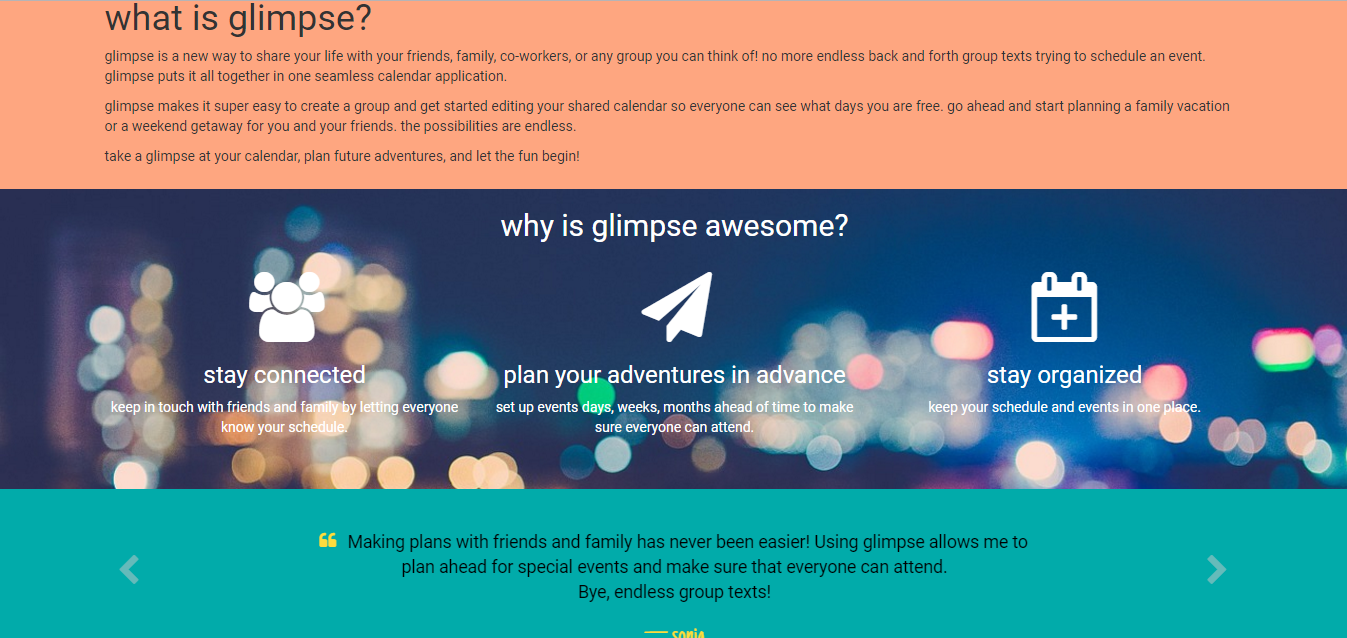 what is glimpse?
glimpse is a new way to share your life with your friends, family, co-workers, or any group you can think of! no more endless back and forth group texts trying to schedule an event.
glimpse puts it all together in one seamless calendar application.
glimpse makes it super easy to create a group and get started editing your shared calendar so everyone can see what days you are free. go ahead and start planning a family vacation
or a weekend getaway for you and your friends. the possibilities are endless.
take a glimpse at your calendar, plan future adventures, and let the fun begin!
why is glimpse awesome?
stay connected
keep in touch with friends and family by letting everyone
know your schedule.
plan your adventures in advance
set up events days, weeks, months ahead of time to make
sure everyone can attend.
stay organized
keep your schedule and events in one place.
“ Making plans with friends and family has never been easier! Using glimpse allows me to
plan ahead for special events and make sure that everyone can attend.
Bye, endless group texts!
— sonia